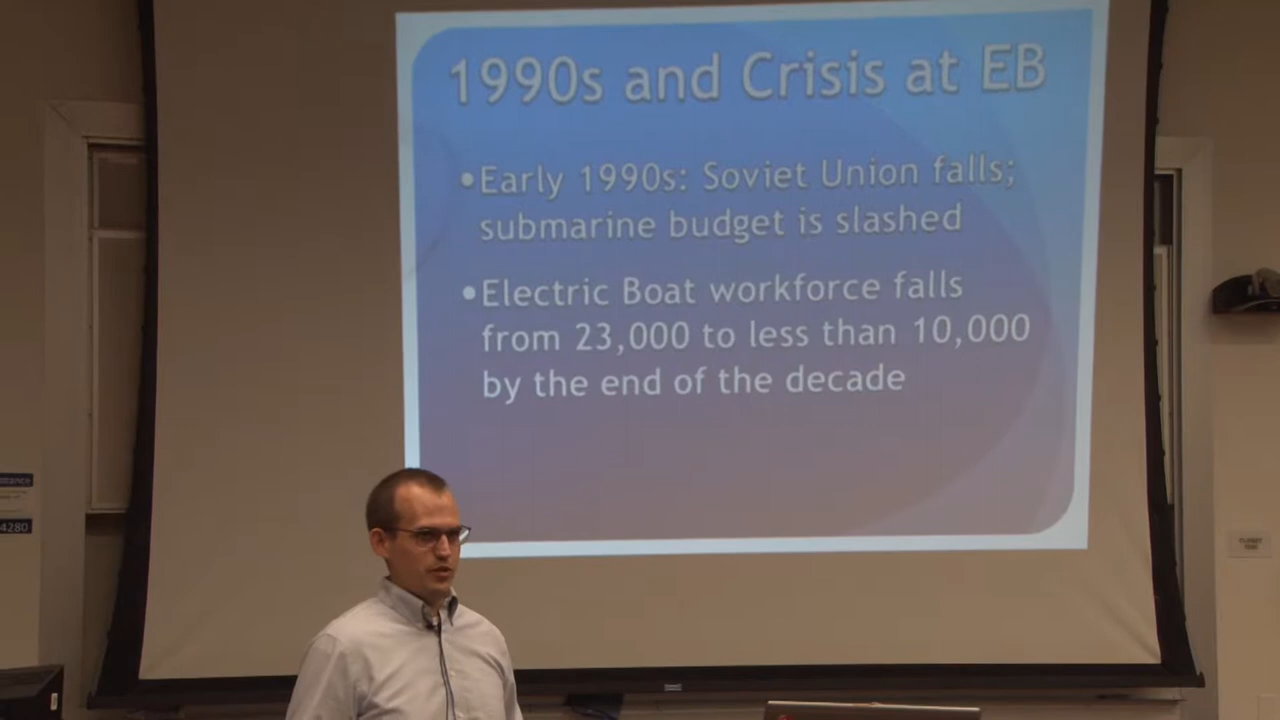 1990s and Crisis at EB
•Early 1990s: Soviet Union falls;
submarine budget is slashed
•Electric Boat workforce falls
from 23,000 to less than 10,000
by the end of the decade
4280